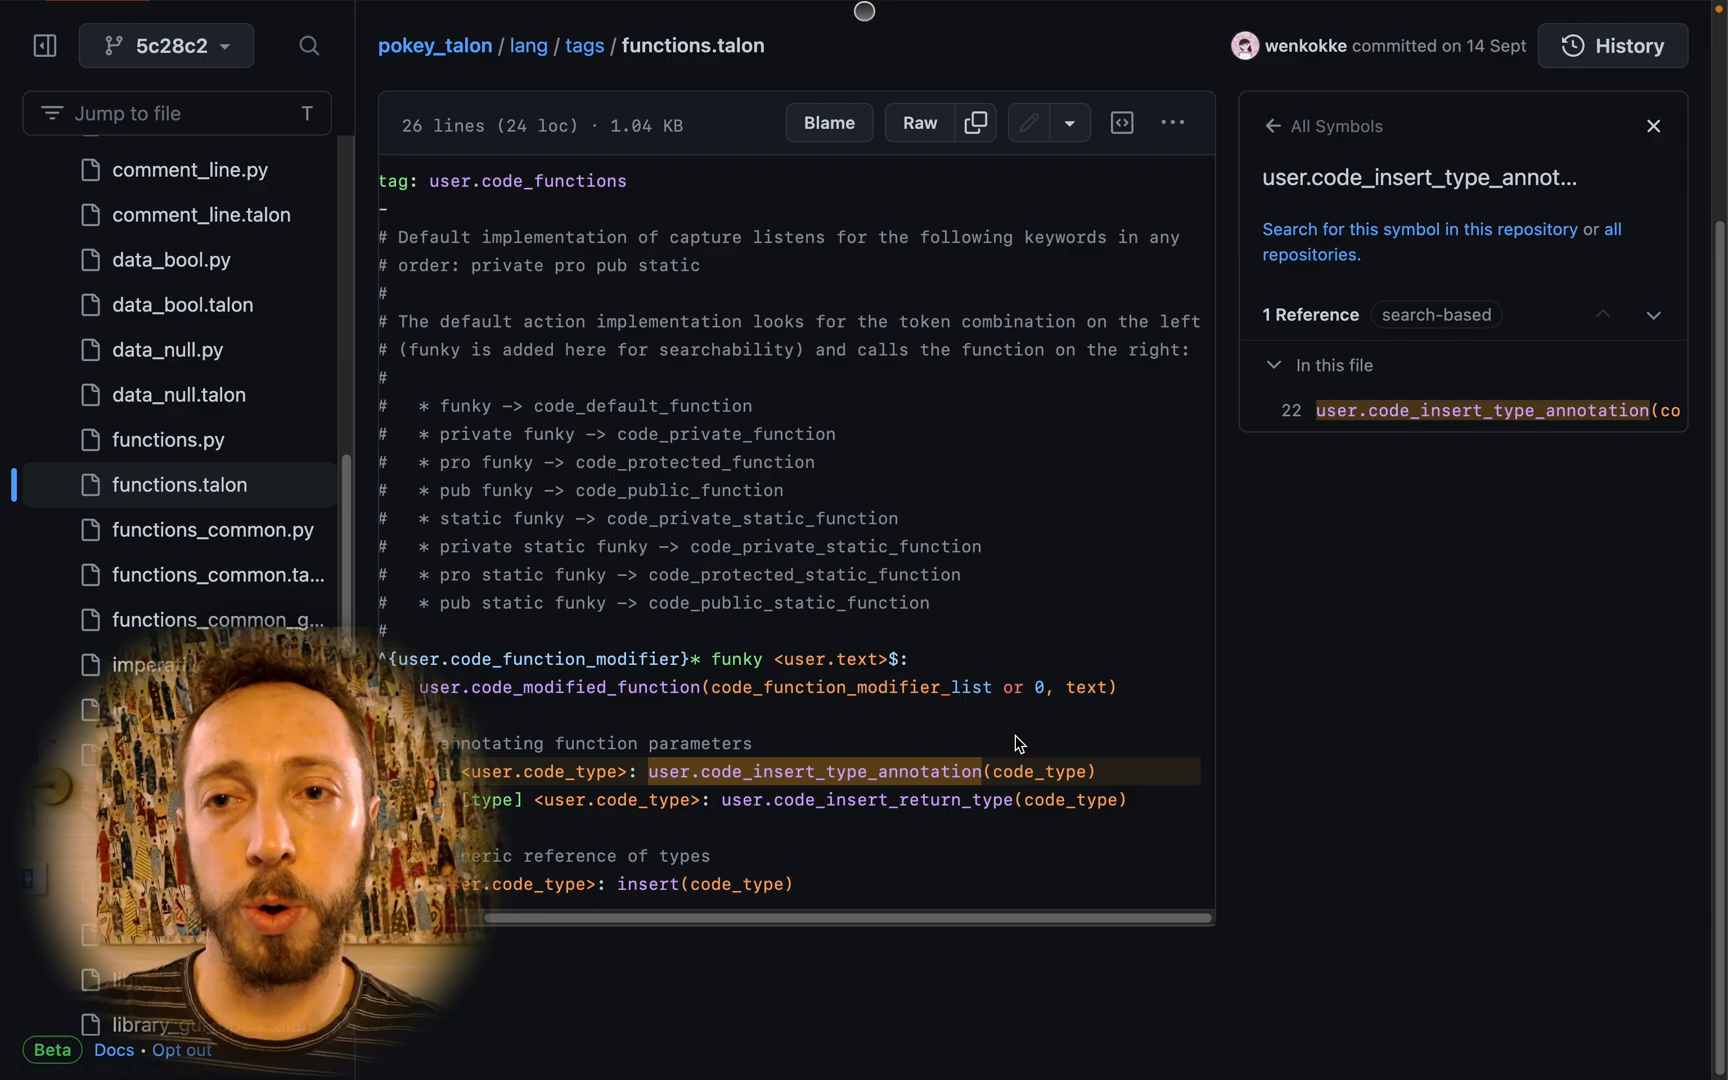 5c28c2
pokey_talon / lang / tags / functions.talon
wenkokke committed on 14 Sept
History
Jump to file
T
comment_line.py
comment_line.talon
data_bool.py
data_bool.talon
data_null.py
data_null.talon
functions.py
functions.talon
functions_common.py
functions_common.ta...
functions_common_g...
Beta
Docs • Opt out
26 lines (24 loc) · 1.04 KB
Blame
Raw
tag: user.code_functions
-
# Default implementation of capture listens for the following keywords in any
# order: private pro pub static
#
# The default action implementation looks for the token combination on the left
# (funky is added here for searchability) and calls the function on the right:
#
#   * funky -> code_default_function
#   * private funky -> code_private_function
#   * pro funky -> code_protected_function
#   * pub funky -> code_public_function
#   * static funky -> code_private_static_function
#   * private static funky -> code_private_static_function
#   * pro static funky -> code_protected_static_function
#   * pub static funky -> code_public_static_function
#
^{user.code_function_modifier}* funky <user.text>$:
user.code_modified_function(code_function_modifier_list or 0, text)
annotating function parameters
<user.code_type>: user.code_insert_type_annotation(code_type)
[type] <user.code_type>: user.code_insert_return_type(code_type)
reference of types
.code_type>: insert(code_type)
All Symbols
user.code_insert_type_annot...
Search for this symbol in this repository or all
repositories.
1 Reference
search-based
In this file
22 user.code_insert_type_annotation(co